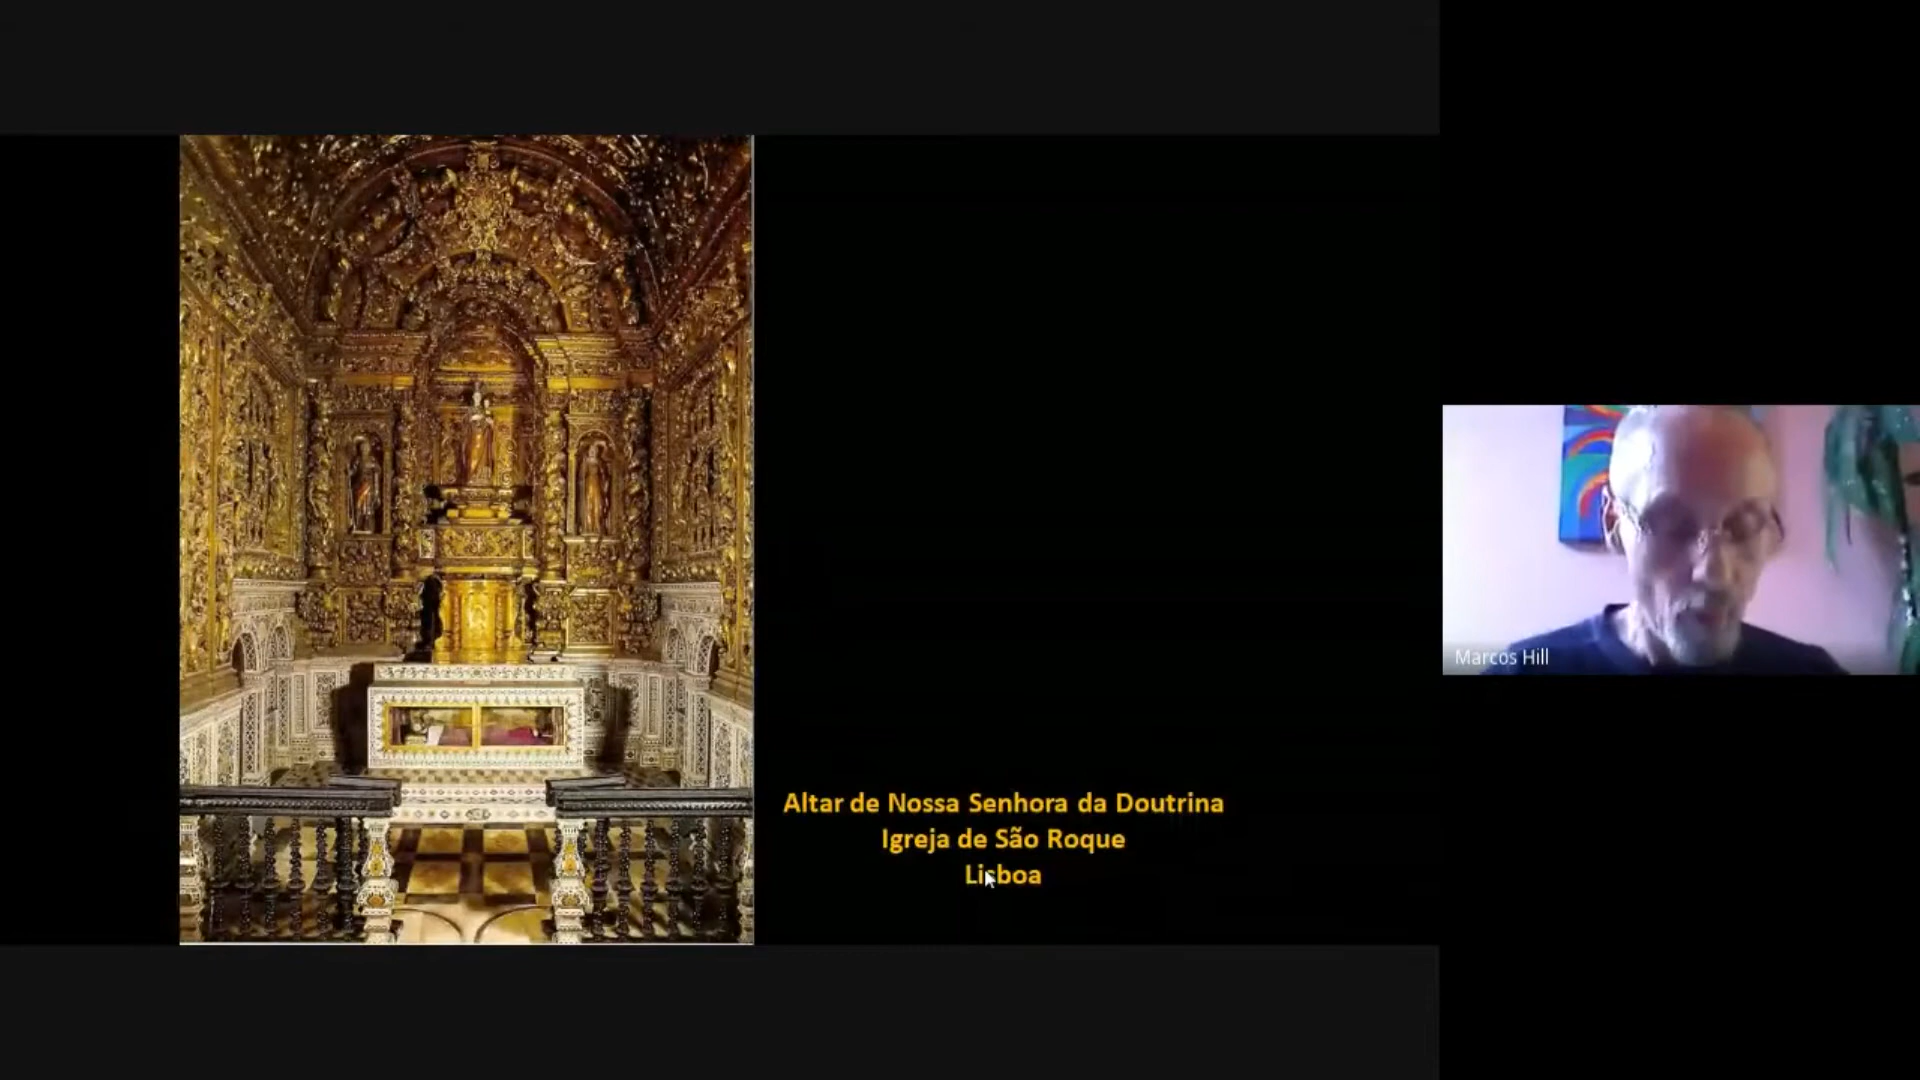 Altar de Nossa Senhora da Doutrina
Igreja de São Roque
Lisboa
Marcos Hill